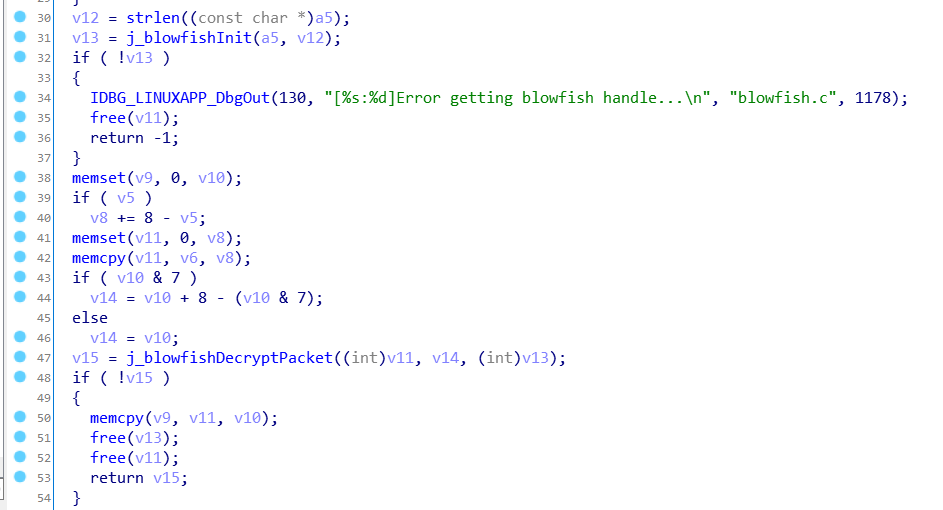 30 v12 = strlen((const char *)a5);
31 v13 = j_blowfishInit(a5, v12);
32 if ( !v13 )
33 {
34 IDBG_LINUXAPP_DbgOut(130, "[%s:%d]Error getting blowfish handle...\n", "blowfish.c", 1178);
35 free(v11);
36 return -1;
37 }
38 memset(v9, 0, v10);
39 if ( v5 )
40 v8 += 8 - v5;
41 memset(v11, 0, v8);
42 memcpy(v11, v6, v8);
43 if ( v10 & 7 )
44 v14 = v10 + 8 - (v10 & 7);
45 else
46 v14 = v10;
47 v15 = j_blowfishDecryptPacket((int)v11, v14, (int)v13);
48 if ( !v15 )
49 {
50 memcpy(v9, v11, v10);
51 free(v13);
52 free(v11);
53 return v15;
54 }